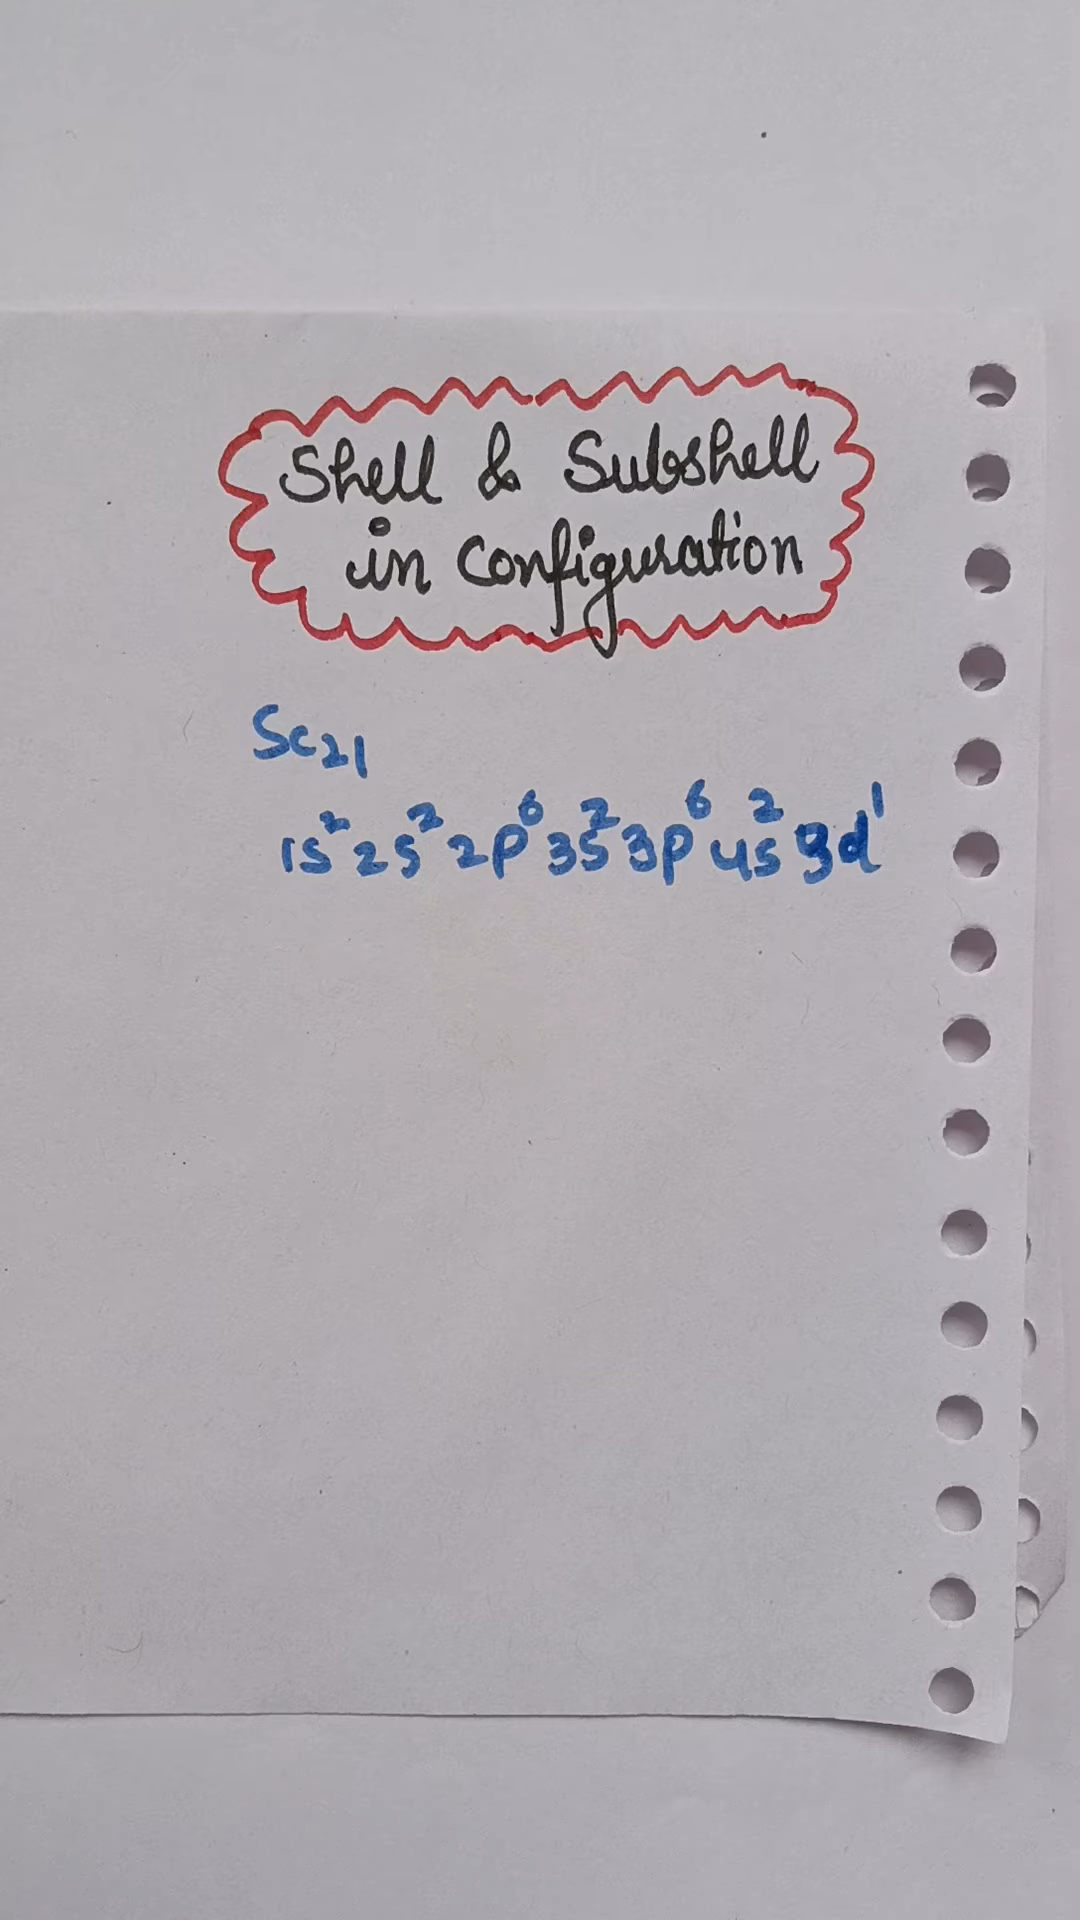 Shell & Subshell
in configuration
Sc₂₁
1s² 2s² 2p⁶ 3s² 3p⁶ 4s² 3d¹